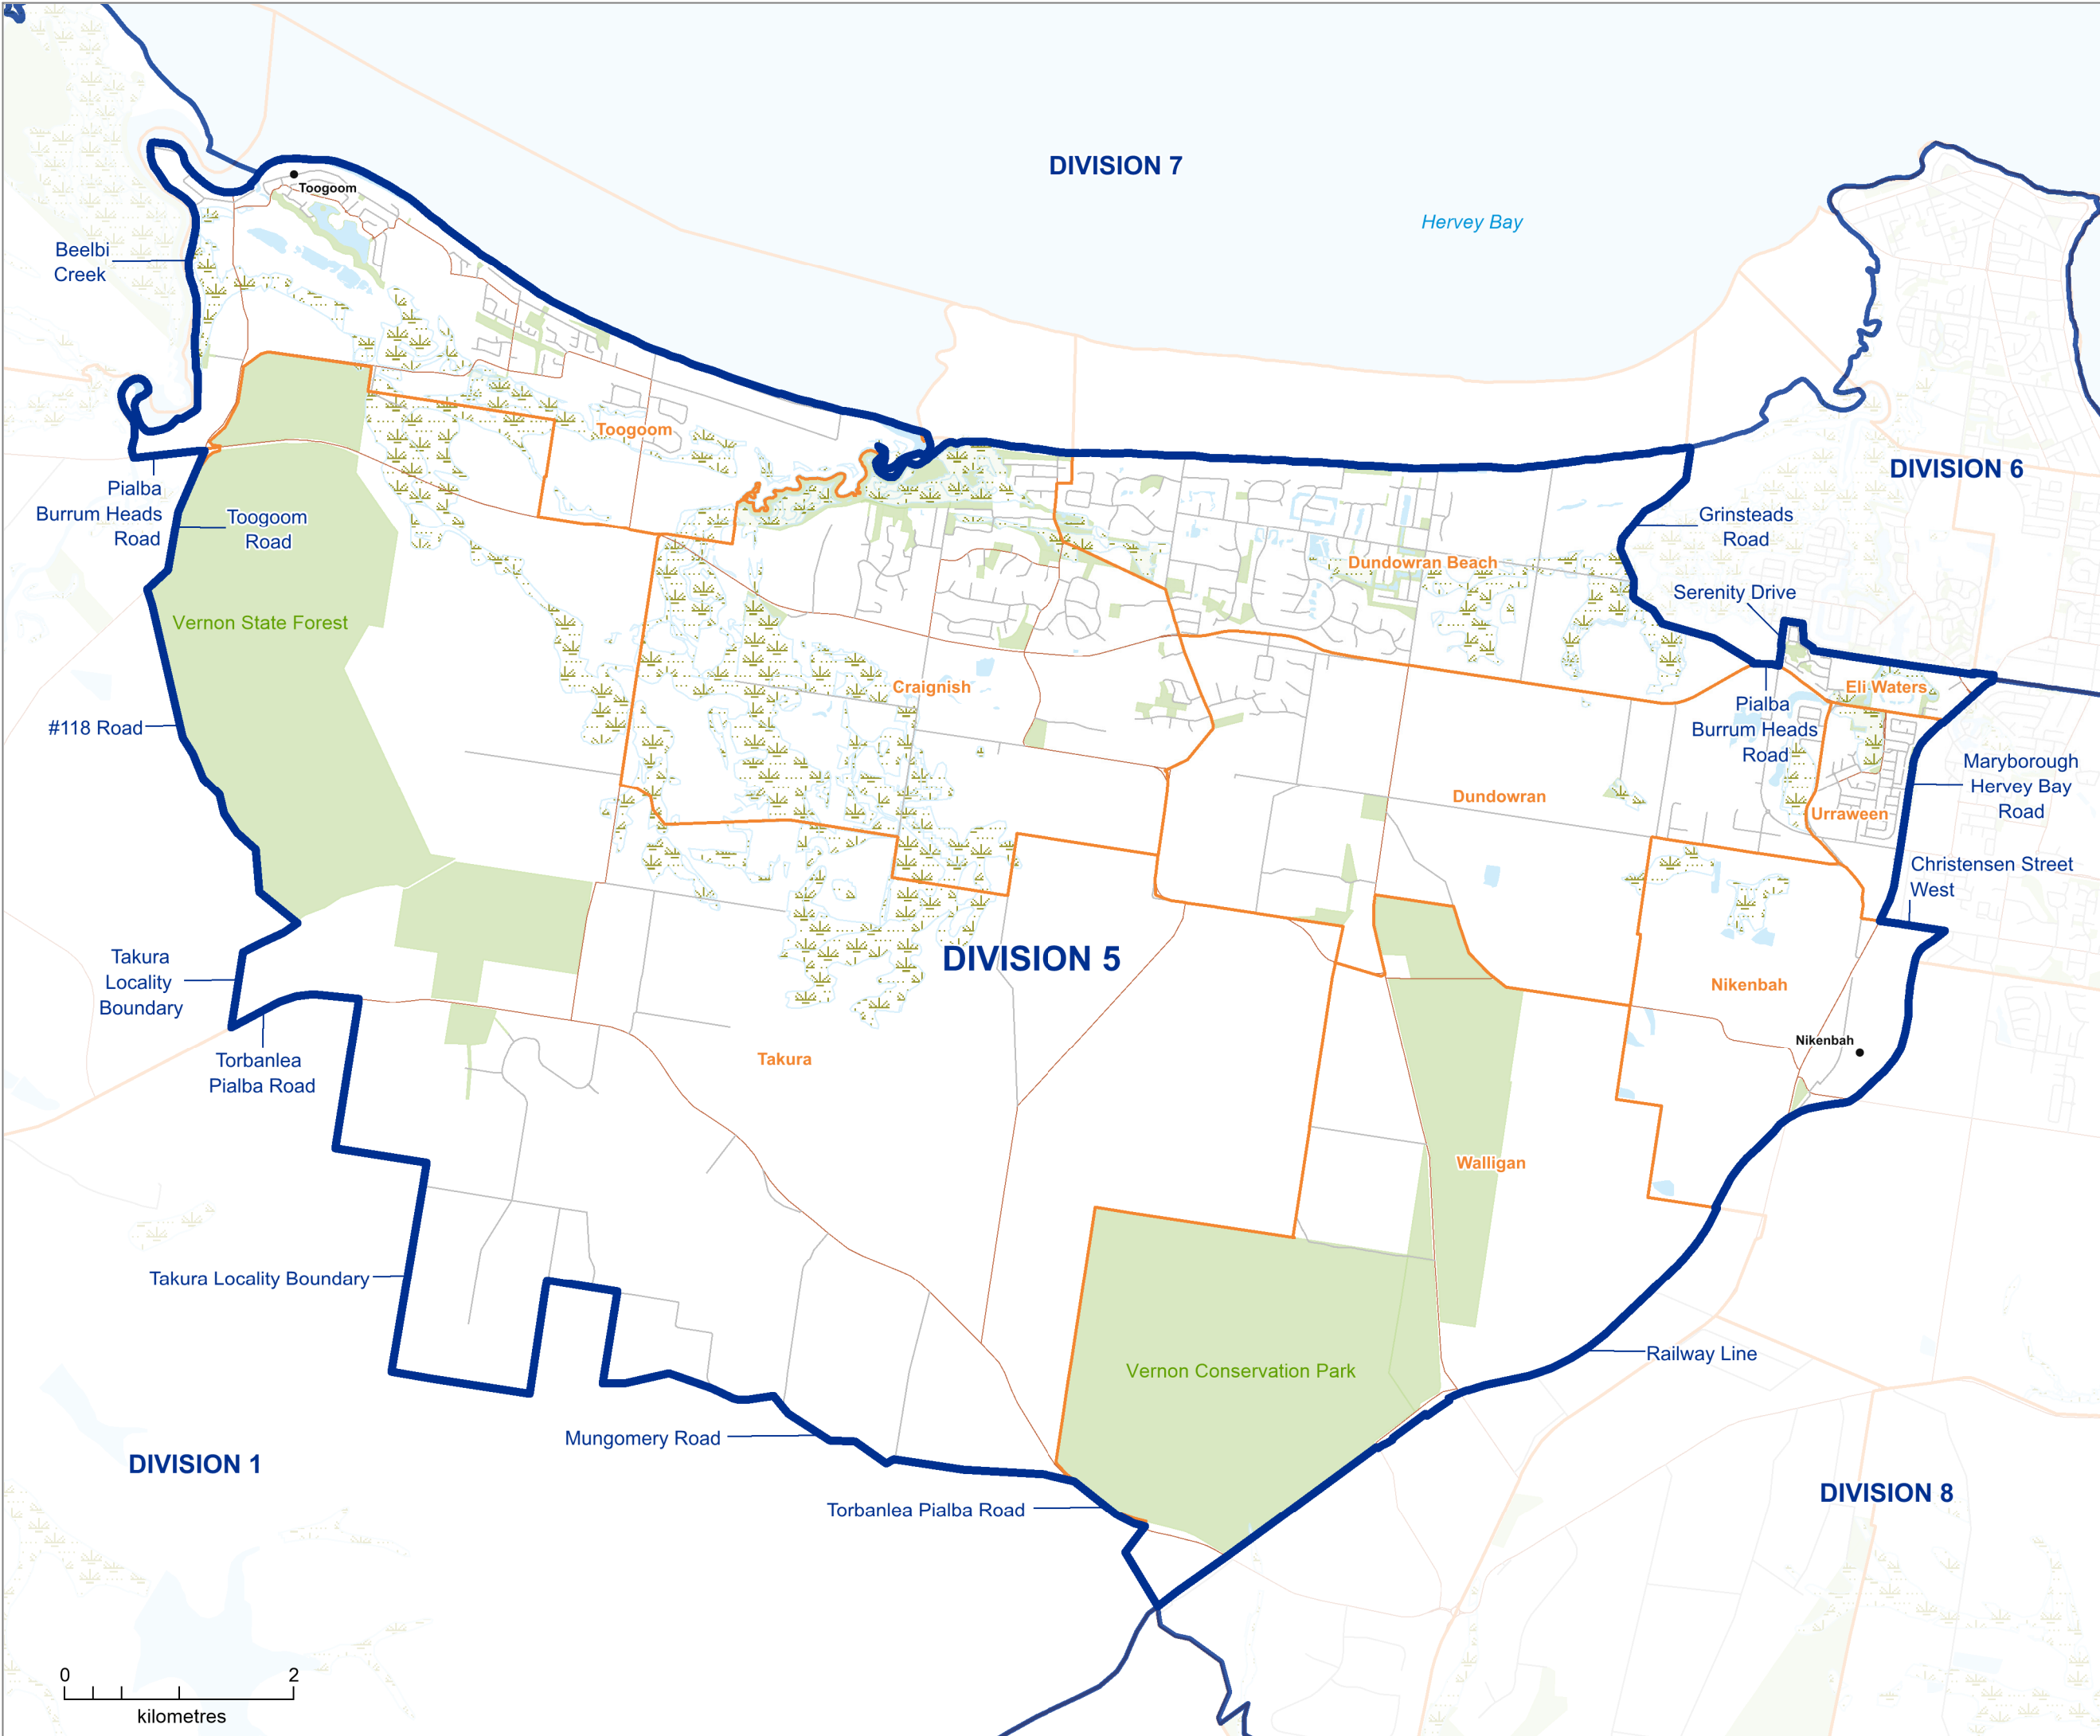 DIVISION 7
Toogoom
Hervey Bay
Beelbi
Creek
Toogoom
DIVISION 6
Pialba
Burrum Heads
Road
Toogoom
Road
Grinsteads
Road
Dundowran Beach
Serenity Drive
Vernon State Forest
Craignish
Eli Waters
#118 Road
Pialba
Burrum Heads
Road
Maryborough
Hervey Bay
Road
Dundowran
Urraween
Christensen Street
West
Takura
Locality
Boundary
DIVISION 5
Nikenbah
Nikenbah
Torbanlea
Pialba Road
Takura
Walligan
Takura Locality Boundary
Vernon Conservation Park
Railway Line
Mungomery Road
DIVISION 1
Torbanlea Pialba Road
DIVISION 8
0 2
kilometres